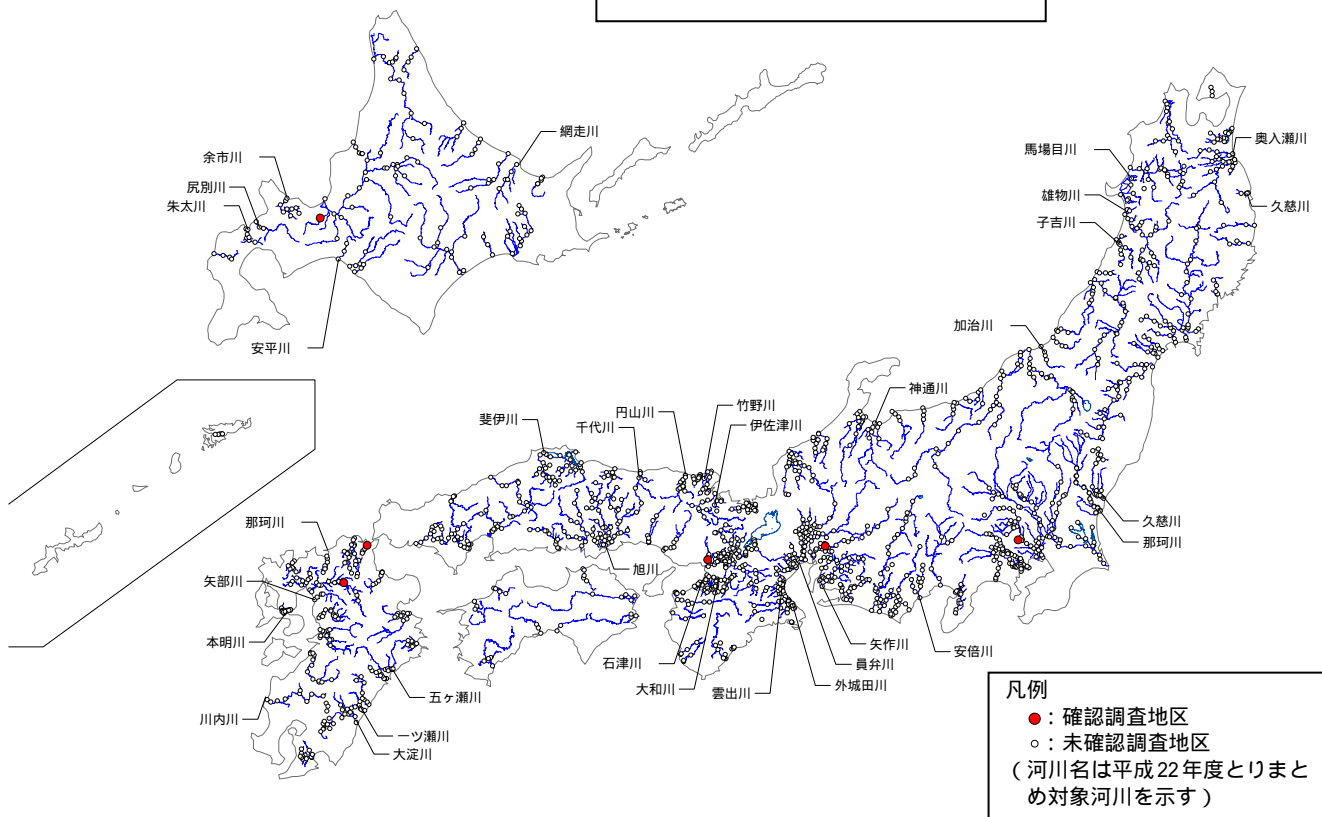 網走川
余市川
尻別川
朱太川
安平川
奥入瀬川
馬場目川
雄物川
久慈川
子吉川
加治川
神通川
竹野川
円山川
伊佐津川
千代川
斐伊川
久慈川
那珂川
那珂川
旭川
矢部川
本明川
石津川
大和川
雲出川
外城田川
員弁川
矢作川
安倍川
五ヶ瀬川
川内川
一ツ瀬川
大淀川
凡例
●：確認調査地区
○：未確認調査地区
（河川名は平成22年度とりまと
め対象河川を示す）